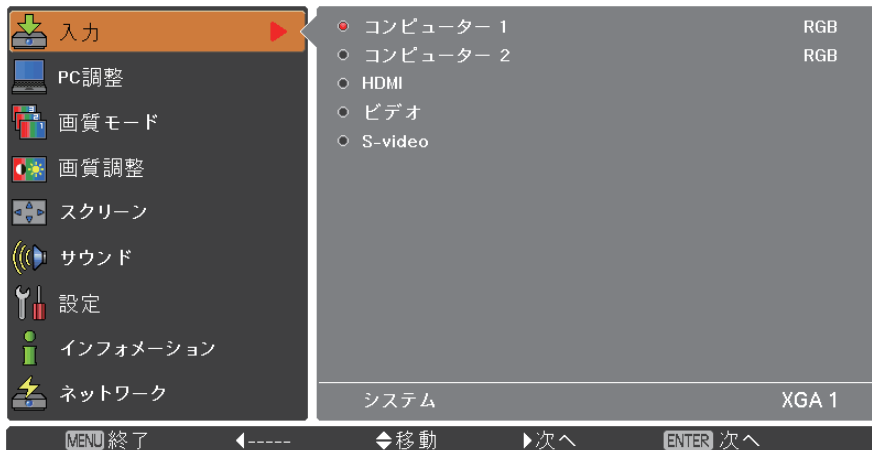 入力
PC調整
画質モード
画質調整
スクリーン
サウンド
設定
インフォメーション
ネットワーク
コンピューター 1 RGB
コンピューター 2 RGB
HDMI
ビデオ
S-video
システム XGA 1
MENU 終了 ----- 移動 次へ ENTER 次へ